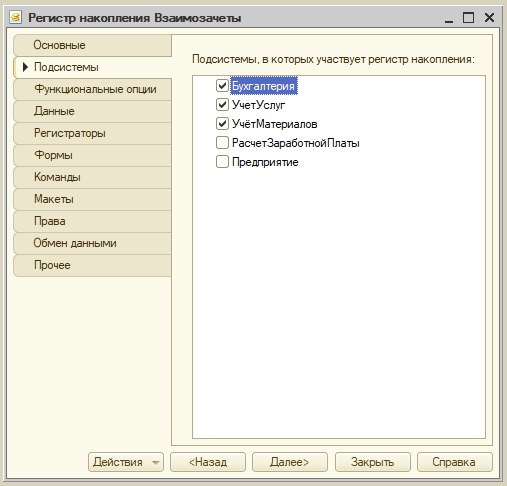 Регистр накопления Взаимозачеты
Основные
Подсистемы
Функциональные опции
Данные
Регистраторы
Формы
Команды
Макеты
Права
Обмен данными
Прочее
Подсистемы, в которых участвует регистр накопления:
Бухгалтерия
УчетУслуг
УчётМатериалов
РасчетЗаработнойПлаты
Предприятие
Действия
<Назад
Далее>
Закрыть
Справка